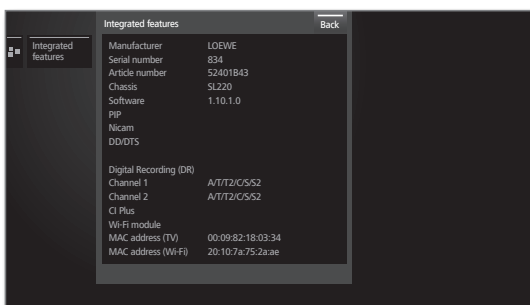 Integrated features
Back
Integrated
features
Manufacturer LOEWE
Serial number 834
Article number 52401B43
Chassis SL220
Software 1.10.1.0
PIP
Nicam
DD/DTS
Digital Recording (DR)
Channel 1 A/T/T2/C/S/S2
Channel 2 A/T/T2/C/S/S2
CI Plus
Wi-Fi module
MAC address (TV) 00:09:82:18:03:34
MAC address (Wi-Fi) 20:10:7a:75:2a:ae